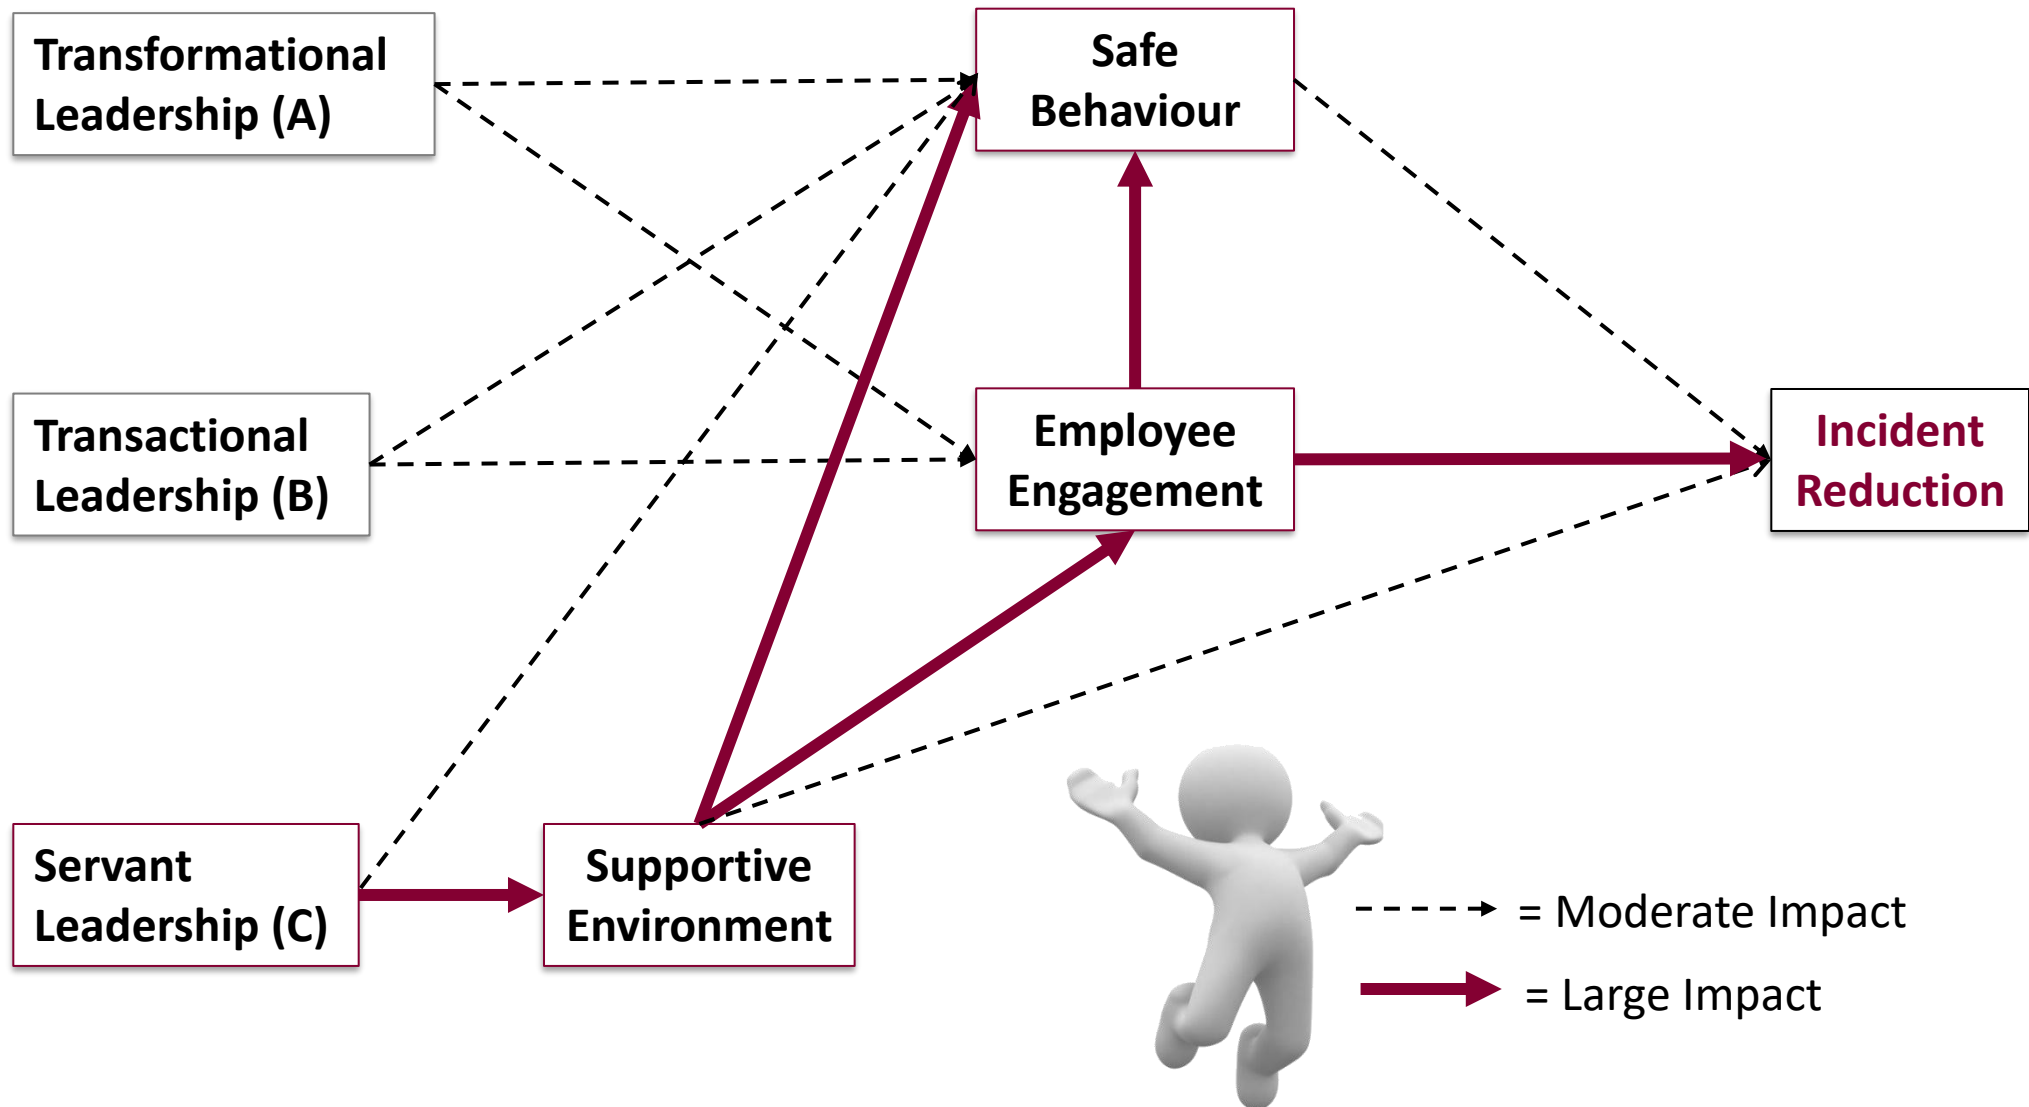 Transformational
Leadership (A)
Safe
Behaviour
Transactional
Leadership (B)
Employee
Engagement
Incident
Reduction
Servant
Leadership (C)
Supportive
Environment
= Moderate Impact
= Large Impact